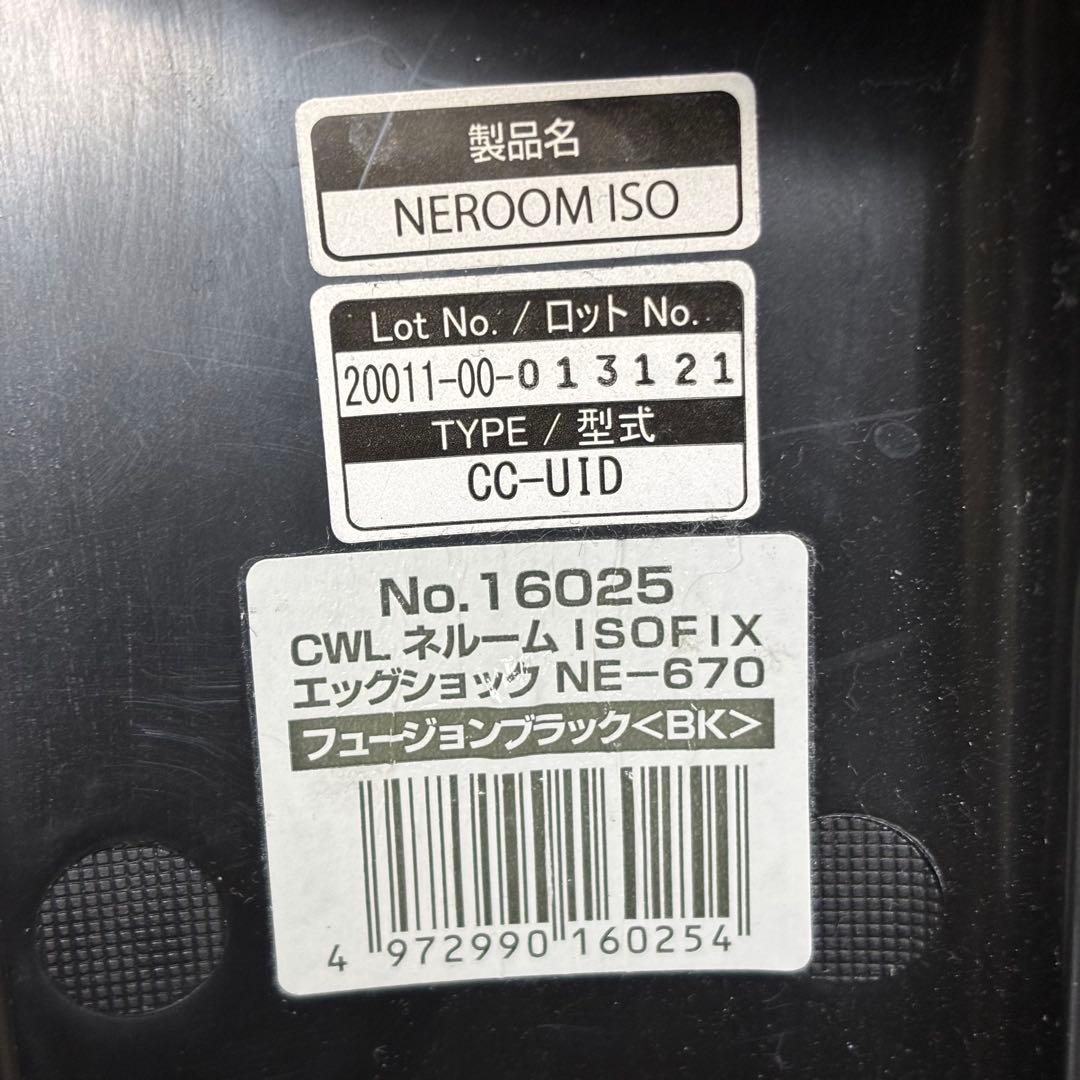 製品名
NEROOM ISO
Lot No. / ロット No.
20011-00-013121
TYPE / 型式
CC-UID
No.16025
CWL ネルーム ISOFIX
エッグショック NE-670
フュージョンブラック<BK>
4 972990 160254